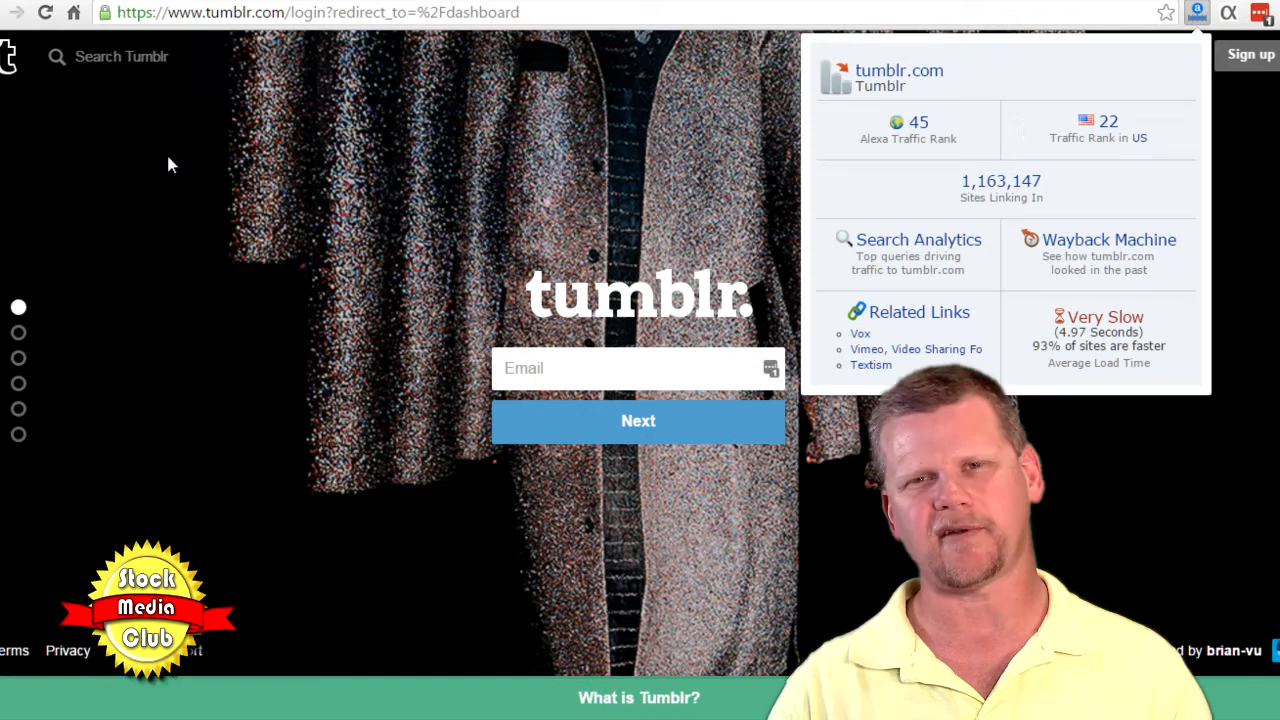 https://www.tumblr.com/login?redirect_to=%2Fdashboard
a
α
1
t
Search Tumblr
Sign up
tumblr.com
Tumblr
45
Alexa Traffic Rank
22
Traffic Rank in US
1,163,147
Sites Linking In
Search Analytics
Top queries driving
traffic to tumblr.com
Wayback Machine
See how tumblr.com
looked in the past
Related Links
Vox
Vimeo, Video Sharing Fo
Textism
Very Slow
(4.97 Seconds)
93% of sites are faster
Average Load Time
tumblr.
Email
1
Next
Stock
Media
Club
erms
Privacy
ort
d by brian-vu
What is Tumblr?